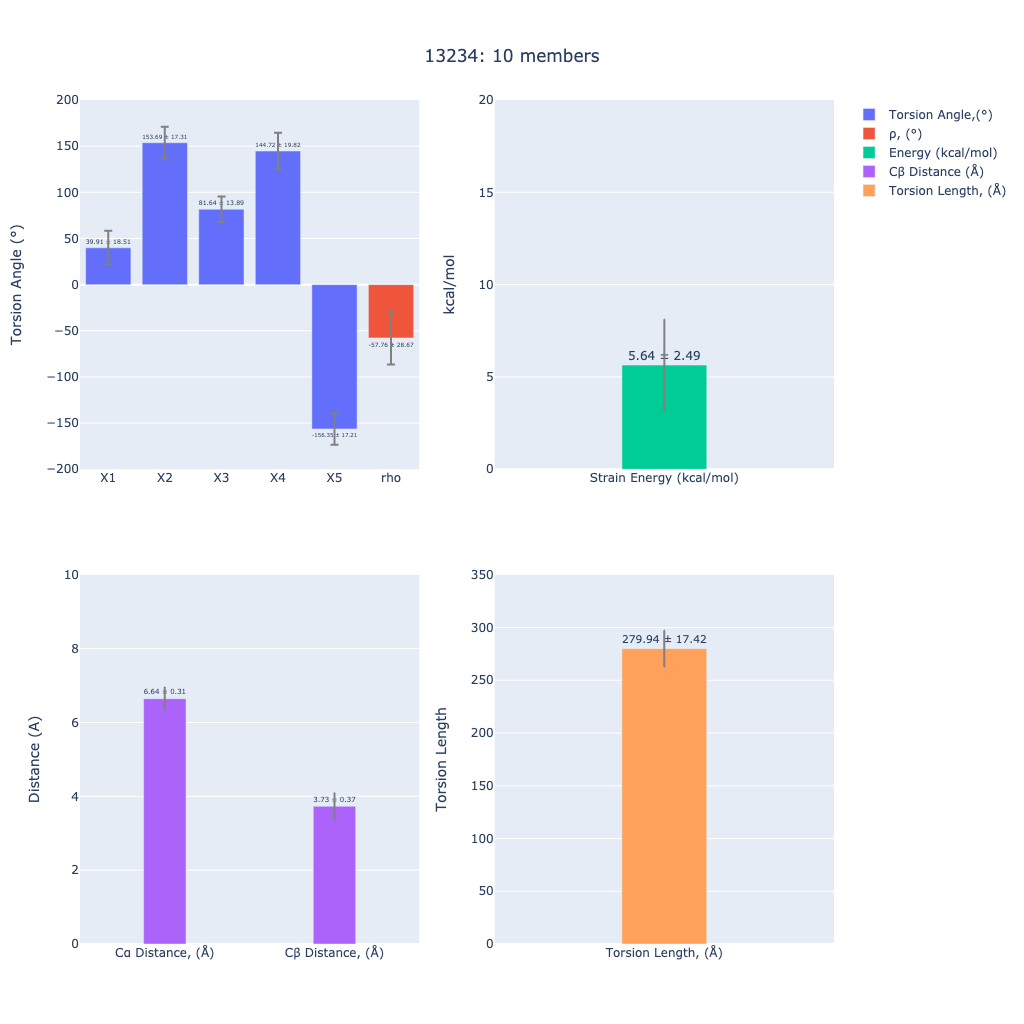 13234: 10 members
Torsion Angle (°)
200
150
100
50
0
−50
−100
−150
−200
39.91 ± 18.51
153.69 ± 17.31
81.64 ± 13.89
144.72 ± 19.82
-156.35 ± 17.21
-57.76 ± 28.67
X1 X2 X3 X4 X5 rho
kcal/mol
20
15
10
5
0
5.64 ± 2.49
Strain Energy (kcal/mol)
Torsion Angle,(°)
ρ, (°)
Energy (kcal/mol)
Cβ Distance (Å)
Torsion Length, (Å)
Distance (A)
10
8
6
4
2
0
6.64 ± 0.31
3.73 ± 0.37
Cα Distance, (Å) Cβ Distance, (Å)
Torsion Length
350
300
250
200
150
100
50
0
279.94 ± 17.42
Torsion Length, (Å)